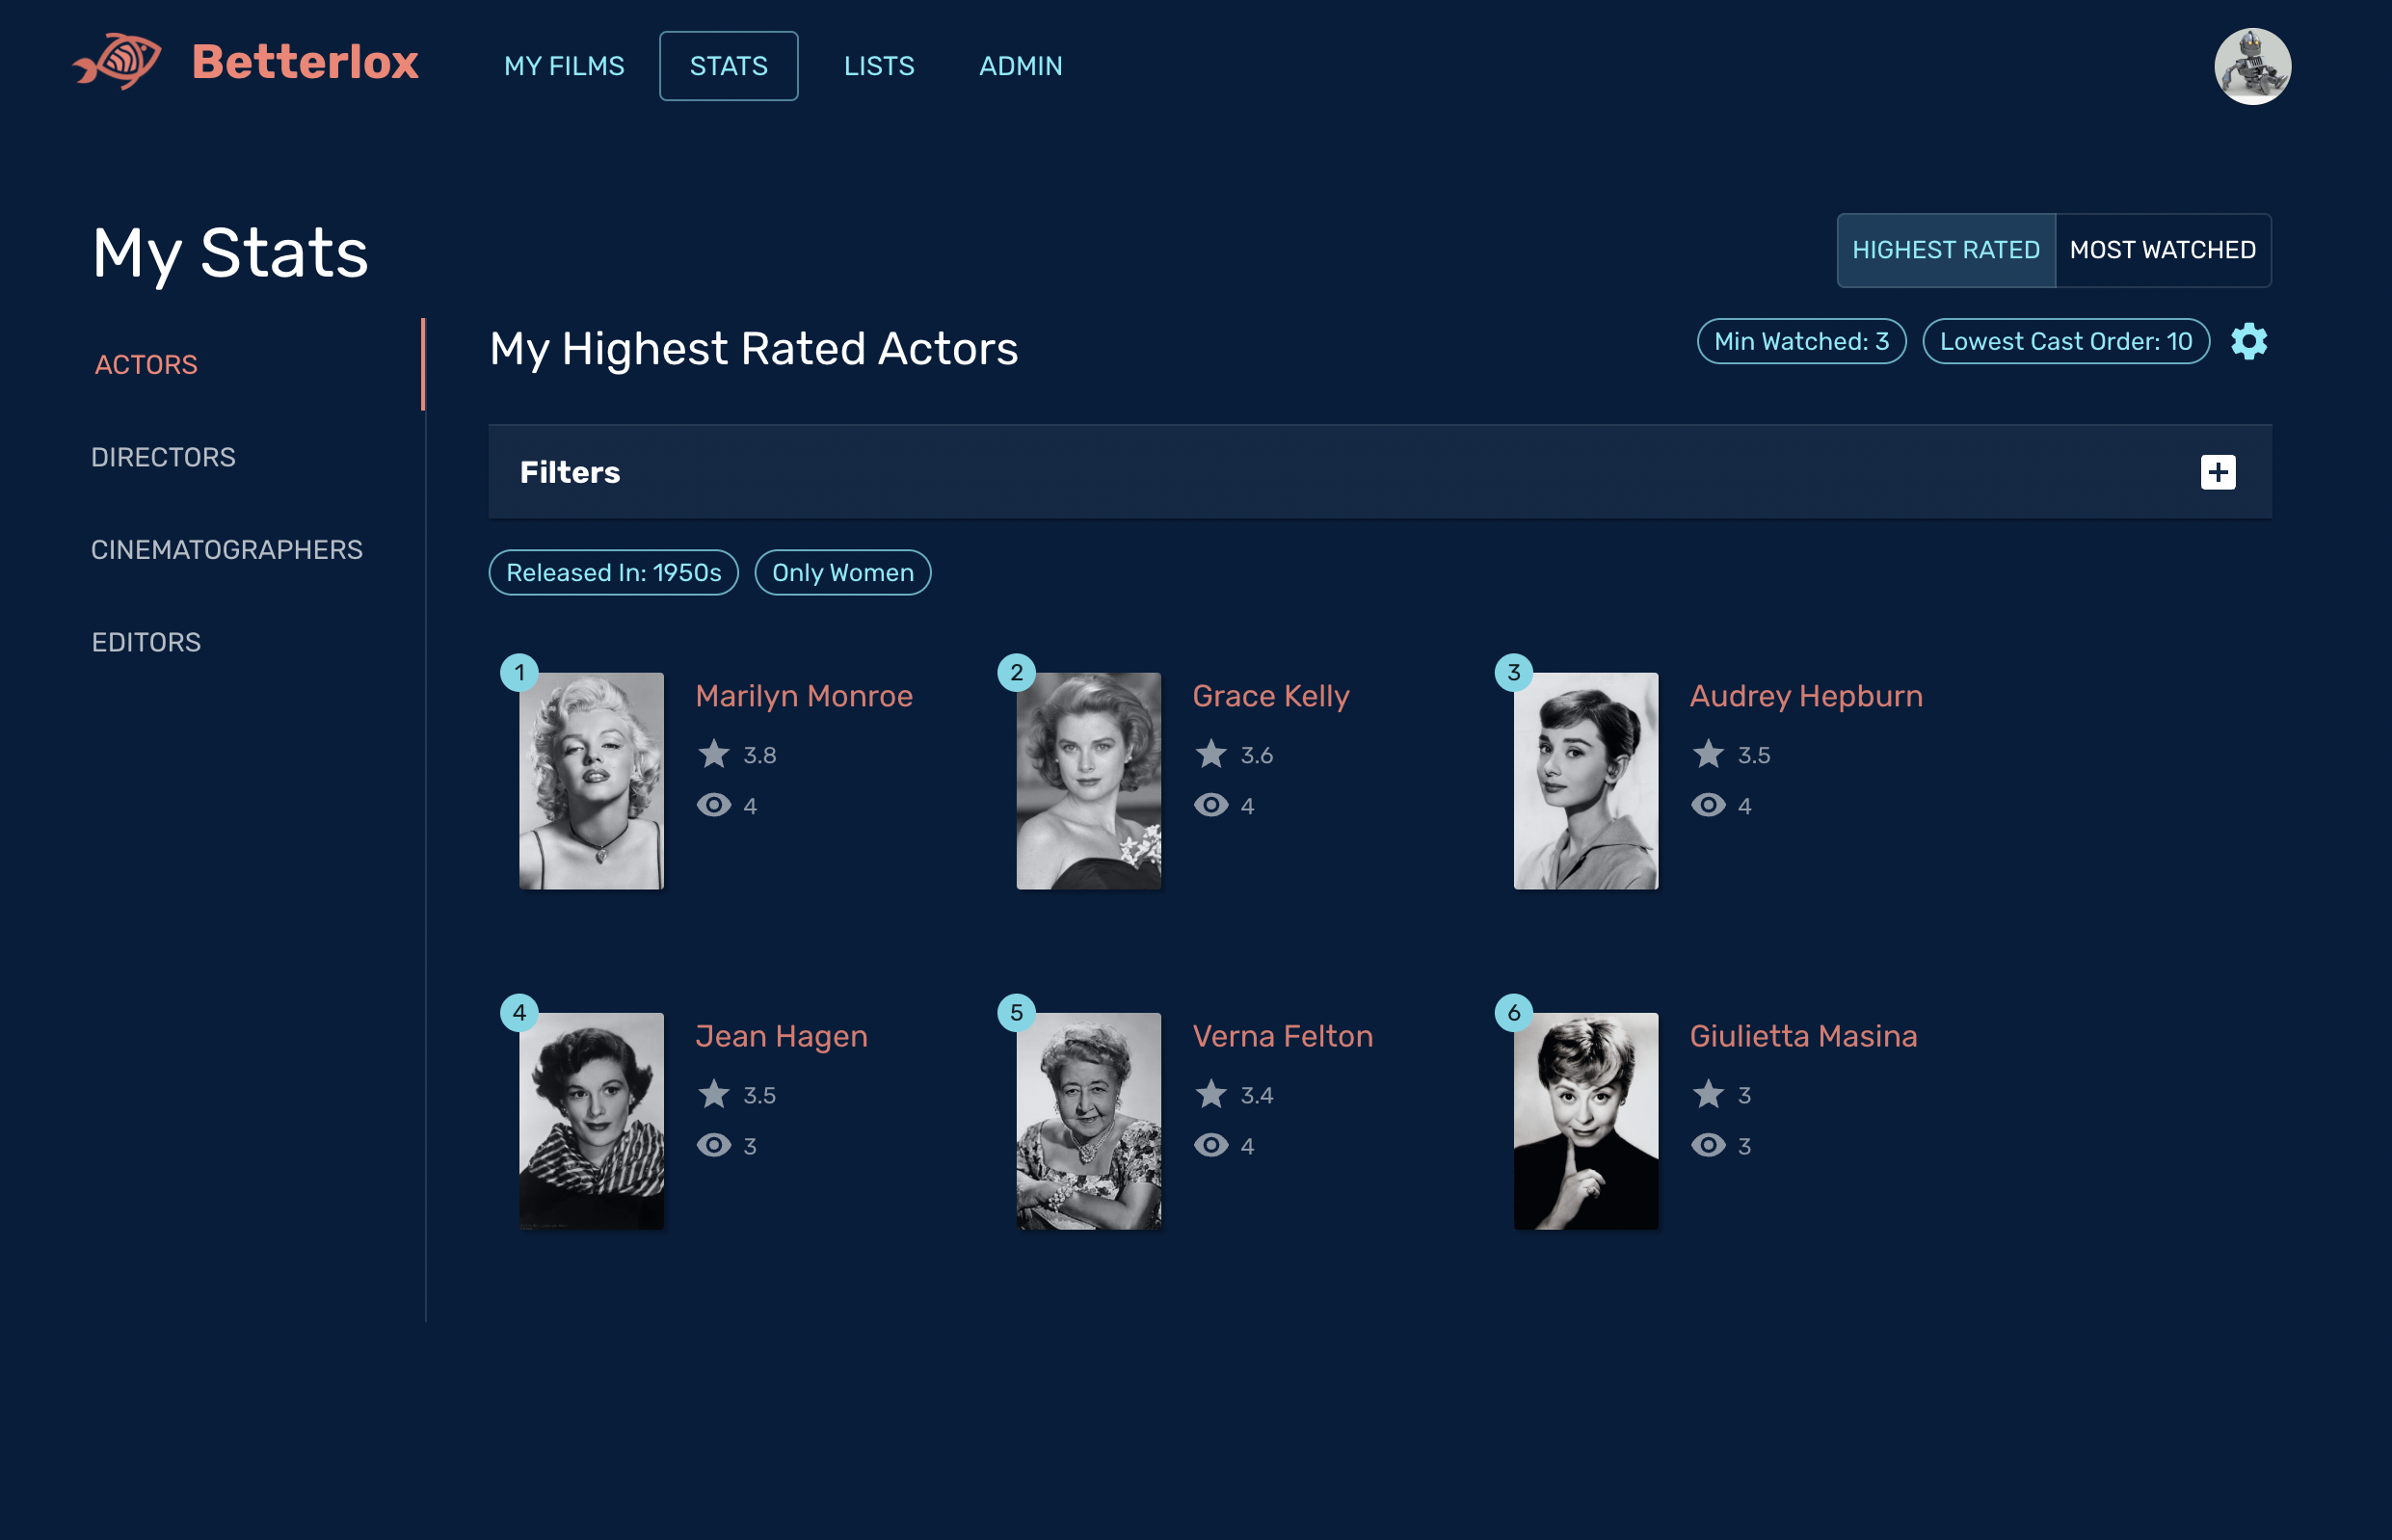 Betterlox
MY FILMS
STATS
LISTS
ADMIN
My Stats
HIGHEST RATED
MOST WATCHED
ACTORS
DIRECTORS
CINEMATOGRAPHERS
EDITORS
My Highest Rated Actors
Min Watched: 3
Lowest Cast Order: 10
Filters
Released In: 1950s
Only Women
1
Marilyn Monroe
3.8
4
2
Grace Kelly
3.6
4
3
Audrey Hepburn
3.5
4
4
Jean Hagen
3.5
3
5
Verna Felton
3.4
4
6
Giulietta Masina
3
3